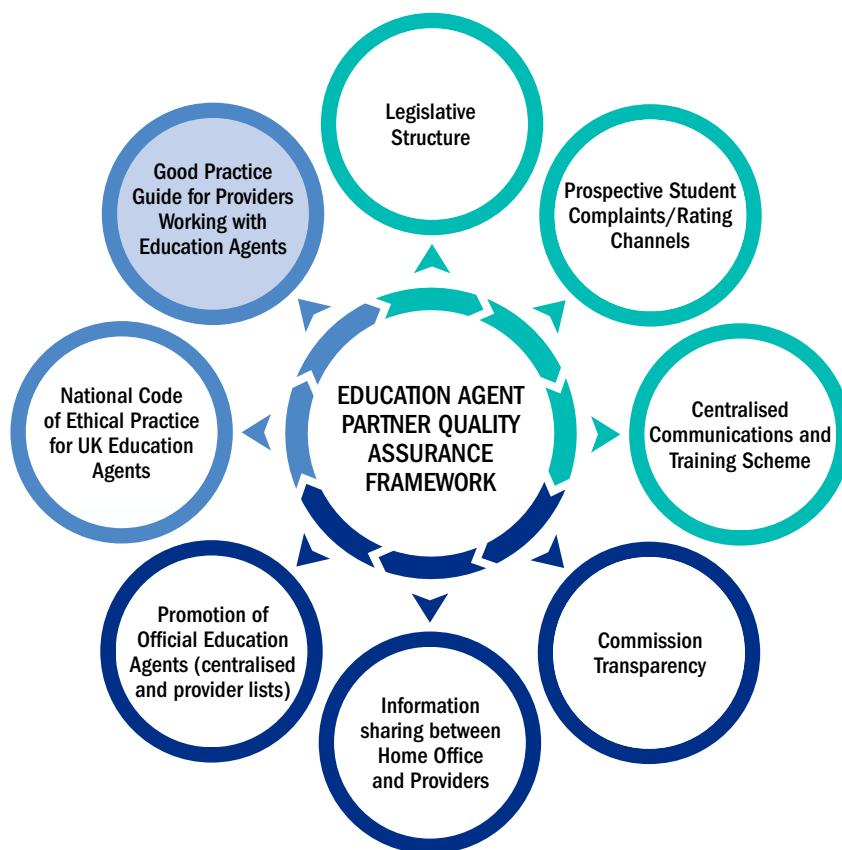 Legislative
Structure
Good Practice
Guide for Providers
Working with
Education Agents
Prospective Student
Complaints/Rating
Channels
EDUCATION AGENT
PARTNER QUALITY
ASSURANCE
FRAMEWORK
National Code
of Ethical Practice
for UK Education
Agents
Centralised
Communications and
Training Scheme
Promotion of
Official Education
Agents (centralised
and provider lists)
Commission
Transparency
Information
sharing between
Home Office
and Providers